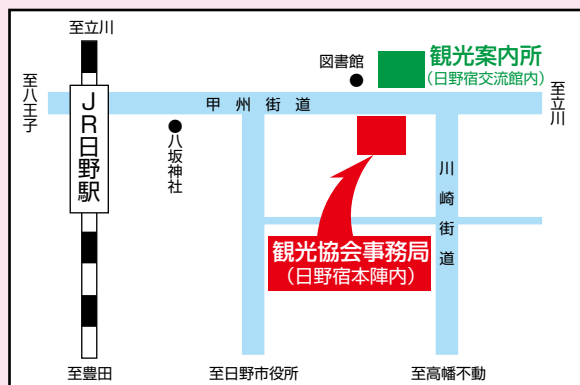 至立川
図書館
観光案内所
(日野宿交流館内)
至八王子
至立川
甲州街道
JR日野駅
八坂神社
川崎街道
観光協会事務局
(日野宿本陣内)
至豊田
至日野市役所
至高幡不動